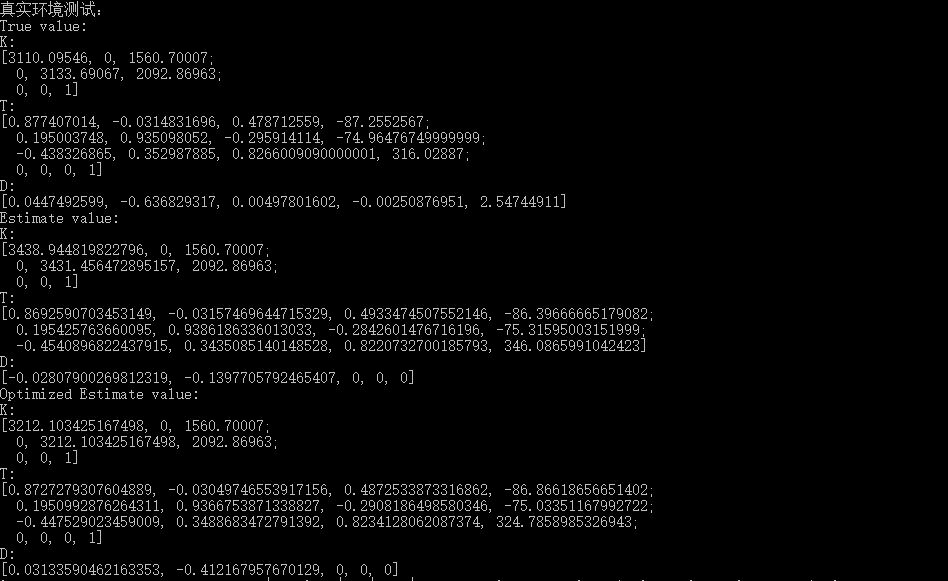 真实环境测试:
True value:
K:
[3110.09546, 0, 1560.70007;
0, 3133.69067, 2092.86963;
0, 0, 1]
T:
[0.877407014, -0.0314831696, 0.478712559, -87.2552567;
0.195003748, 0.935098052, -0.295914114, -74.96476749999999;
-0.438326865, 0.352987885, 0.8266009090000001, 316.02887;
0, 0, 0, 1]
D:
[0.0447492599, -0.636829317, 0.00497801602, -0.00250876951, 2.54744911]
Estimate value:
K:
[3438.944819822796, 0, 1560.70007;
0, 3431.456472895157, 2092.86963;
0, 0, 1]
T:
[0.8692590703453149, -0.03157469644715329, 0.4933474507552146, -86.39666665179082;
0.195425763660095, 0.9386186336013033, -0.2842601476716196, -75.31595003151999;
-0.4540896822437915, 0.3435085140148528, 0.8220732700185793, 346.0865991042423]
D:
[-0.02807900269812319, -0.1397705792465407, 0, 0, 0]
Optimized Estimate value:
K:
[3212.103425167498, 0, 1560.70007;
0, 3212.103425167498, 2092.86963;
0, 0, 1]
T:
[0.8727279307604889, -0.03049746553917156, 0.4872533873316862, -86.86618656651402;
0.1950992876264311, 0.9366753871338827, -0.2908186498580346, -75.03351167992722;
-0.447529023459009, 0.3488683472791392, 0.8234128062087374, 324.7858985326943;
0, 0, 0, 1]
D:
[0.03133590462163353, -0.412167957670129, 0, 0, 0]